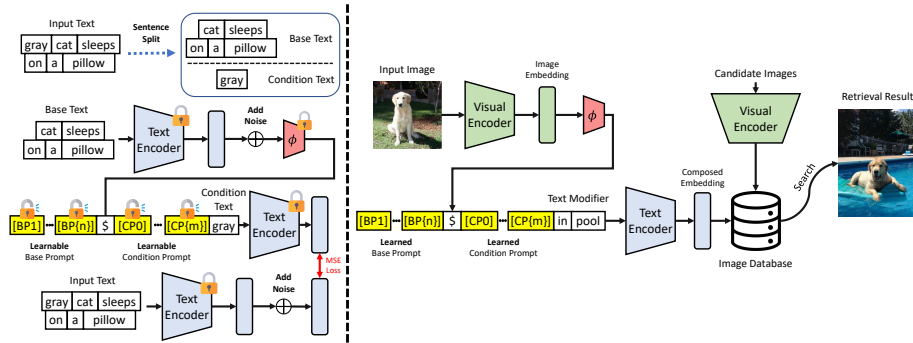 Input Text
gray cat sleeps
on a pillow
Sentence
Split
cat sleeps
on a pillow
Base Text
gray
Condition Text
Base Text
cat sleeps
on a pillow
Text
Encoder
Add
Noise
ϕ
Condition
Text
[BP1] ··· [BP{n}] $ [CP0] ··· [CP{m}] gray
Learnable
Base Prompt
Learnable
Condition Prompt
Text
Encoder
MSE
Loss
Input Text
gray cat sleeps
on a pillow
Text
Encoder
Add
Noise
Input Image
Visual
Encoder
Image
Embedding
ϕ
Candidate Images
Visual
Encoder
Retrieval Result
Text Modifier
[BP1] ··· [BP{n}] $ [CP0] ··· [CP{m}] in pool
Learned
Base Prompt
Learned
Condition Prompt
Text
Encoder
Composed
Embedding
Search
Image Database